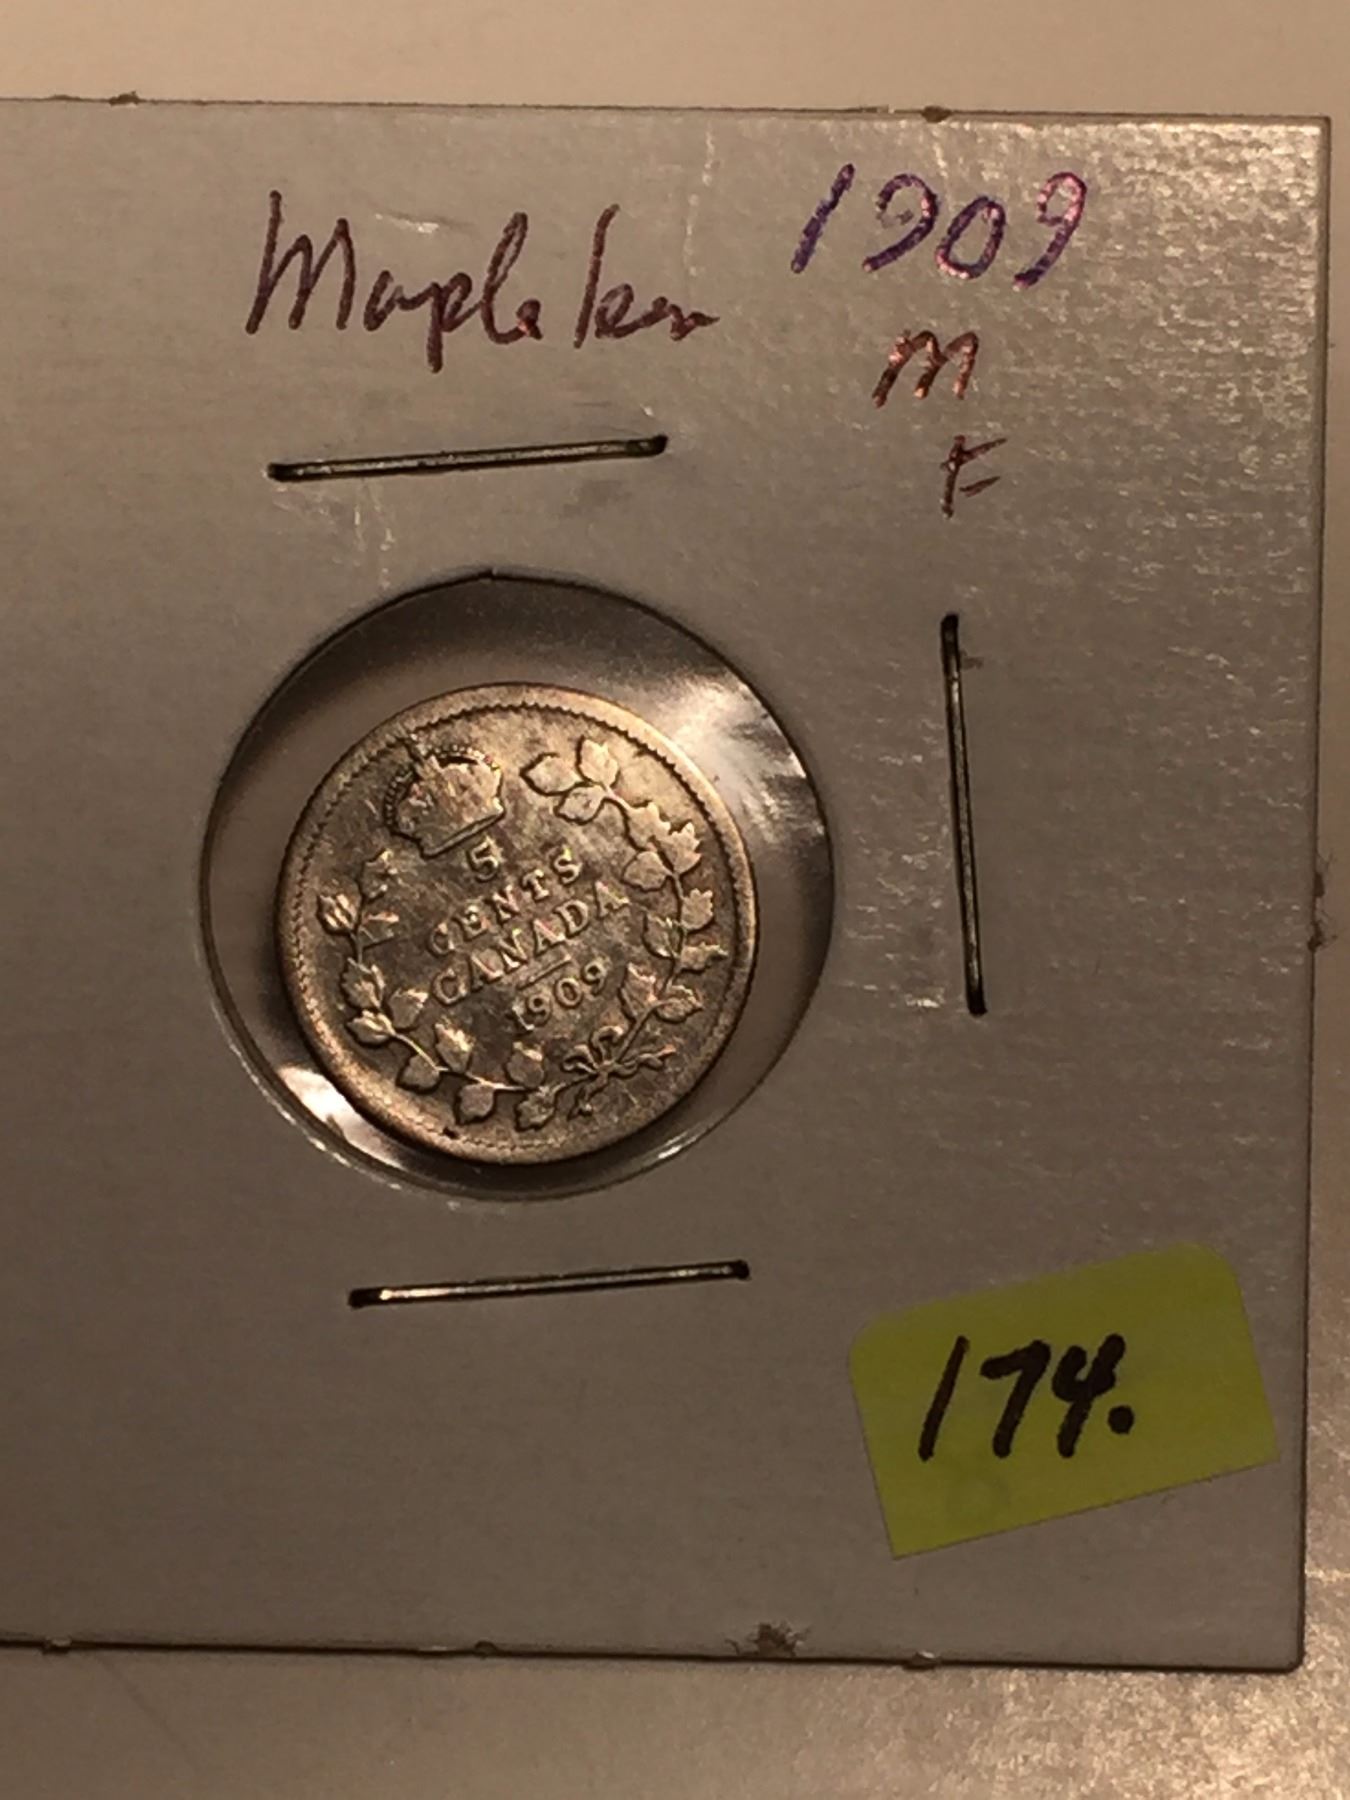 Maple leaf 1909
M
F
5
CENTS
CANADA
1909
174.